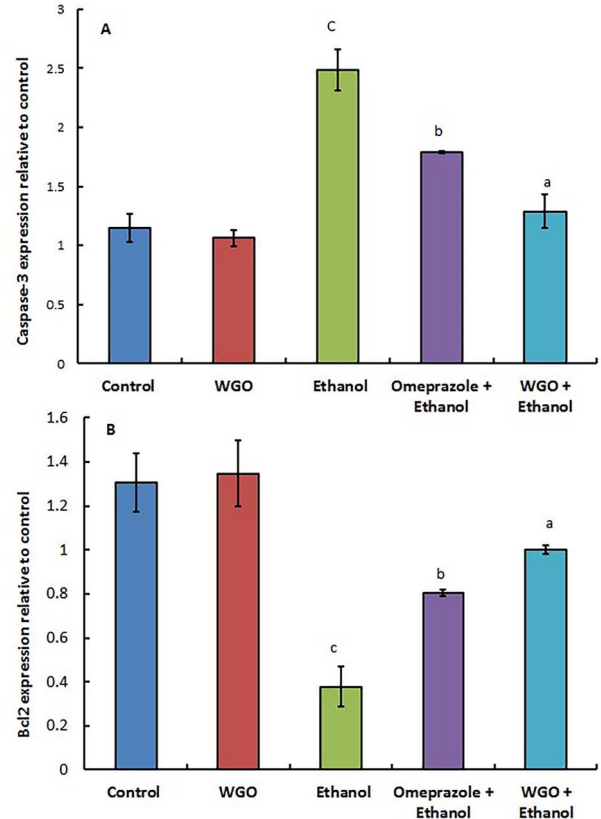 A
Caspase-3 expression relative to control
3
2.5
2
1.5
1
0.5
0
C
b
a
Control
WGO
Ethanol
Omeprazole +
Ethanol
WGO +
Ethanol
B
Bcl2 expression relative to control
1.6
1.4
1.2
1
0.8
0.6
0.4
0.2
0
c
b
a
Control
WGO
Ethanol
Omeprazole +
Ethanol
WGO +
Ethanol